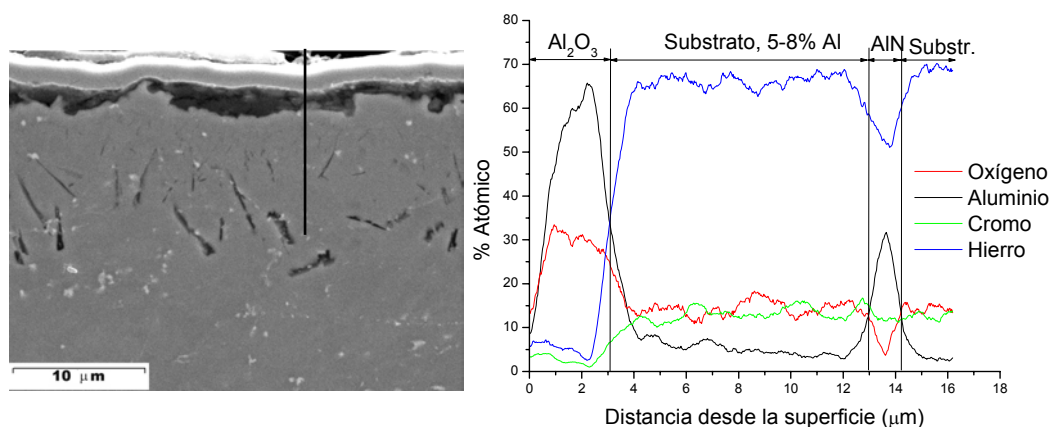 10 μm
Al₂O₃
Substrato, 5-8% Al
AlN
Substr.
80
70
60
50
40
30
20
10
0
% Atómico
0
2
4
6
8
10
12
14
16
18
Distancia desde la superficie (μm)
Oxígeno
Aluminio
Cromo
Hierro